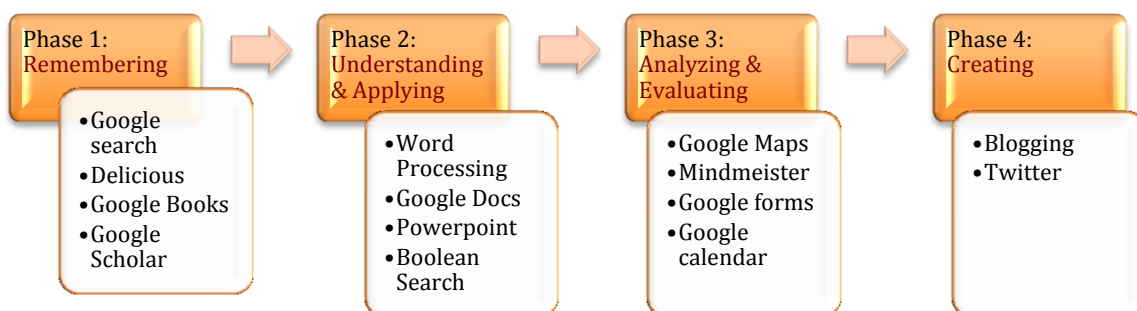 Phase 1:
Remembering
•Google
search
•Delicious
•Google Books
•Google
Scholar
Phase 2:
Understanding
& Applying
•Word
Processing
•Google Docs
•Powerpoint
•Boolean
Search
Phase 3:
Analyzing &
Evaluating
•Google Maps
•Mindmeister
•Google forms
•Google
calendar
Phase 4:
Creating
•Blogging
•Twitter